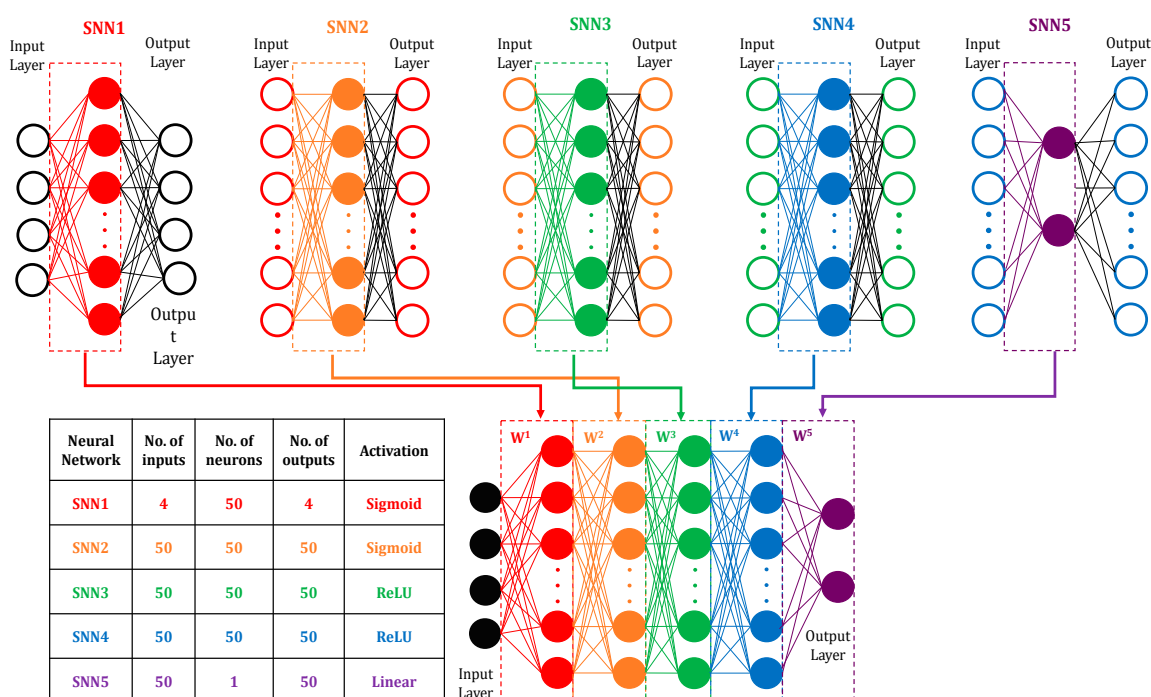 SNN1
SNN2
SNN3
SNN4
SNN5
Input
Layer
Output
Layer
Input
Layer
Output
Layer
Input
Layer
Output
Layer
Input
Layer
Output
Layer
Input
Layer
Output
Layer
Outpu
t
Layer
Neural
Network
No. of
inputs
No. of
neurons
No. of
outputs
Activation
SNN1 4 50 4 Sigmoid
SNN2 50 50 50 Sigmoid
SNN3 50 50 50 ReLU
SNN4 50 50 50 ReLU
SNN5 50 1 50 Linear
W¹ W² W³ W⁴ W⁵
Input
Layer
Output
Layer